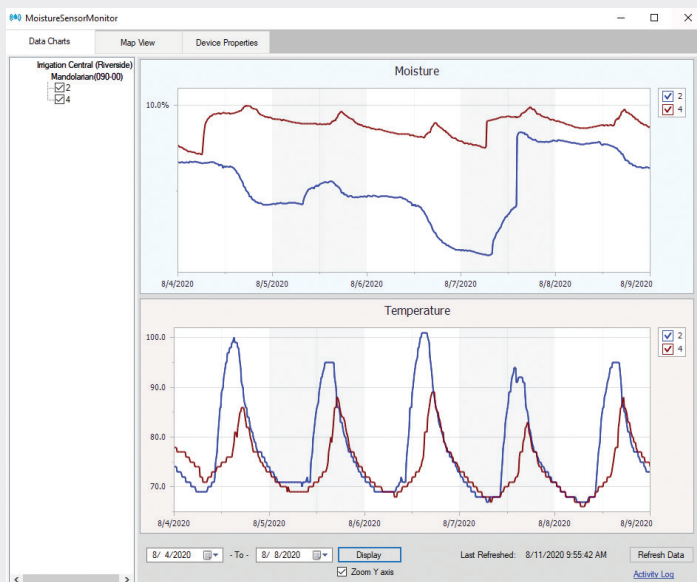 MoistureSensorMonitor
Data Charts Map View Device Properties
Irrigation Central (Riverside)
Mandolarian(090-00)
2
4
Moisture
10.0%
2
4
8/4/2020 8/5/2020 8/6/2020 8/7/2020 8/8/2020 8/9/2020
Temperature
100.0
90.0
80.0
70.0
2
4
8/4/2020 8/5/2020 8/6/2020 8/7/2020 8/8/2020 8/9/2020
8/ 4/2020 - To - 8/ 8/2020 Display Last Refreshed: 8/11/2020 9:55:42 AM Refresh Data
Zoom Y axis Activity Log